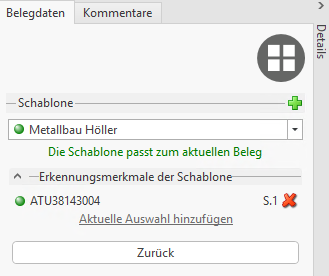 Belegdaten Kommentare
Details
Schablone
Metallbau Höller
Die Schablone passt zum aktuellen Beleg
Erkennungsmerkmale der Schablone
ATU38143004 S.1
Aktuelle Auswahl hinzufügen
Zurück